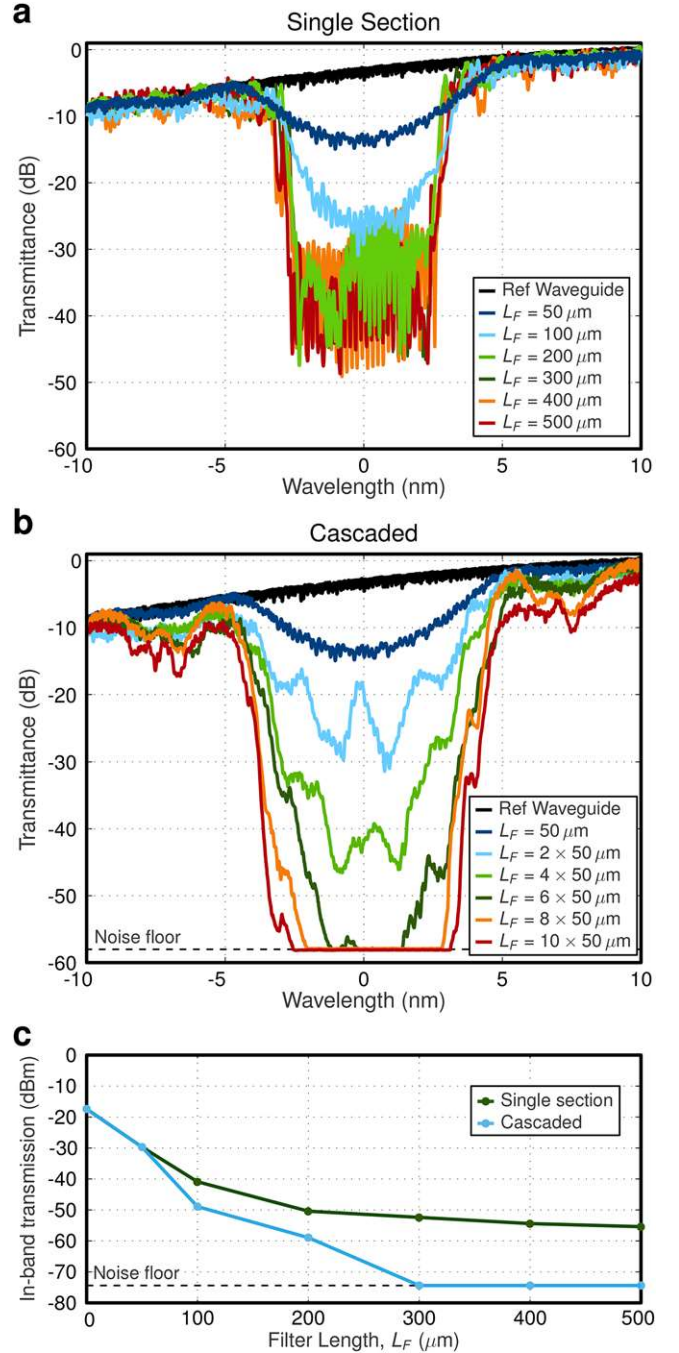 a
Single Section
0
-10
-20
-30
-40
-50
-60
Transmittance (dB)
Ref Waveguide
L_F = 50 μm
L_F = 100 μm
L_F = 200 μm
L_F = 300 μm
L_F = 400 μm
L_F = 500 μm
-10 -5 0 5 10
Wavelength (nm)
b
Cascaded
0
-10
-20
-30
-40
-50
-60
Transmittance (dB)
Ref Waveguide
L_F = 50 μm
L_F = 2 × 50 μm
L_F = 4 × 50 μm
L_F = 6 × 50 μm
L_F = 8 × 50 μm
L_F = 10 × 50 μm
Noise floor
-10 -5 0 5 10
Wavelength (nm)
c
0
-10
-20
-30
-40
-50
-60
-70
-80
In-band transmission (dBm)
Single section
Cascaded
Noise floor
0 100 200 300 400 500
Filter Length, L_F (μm)